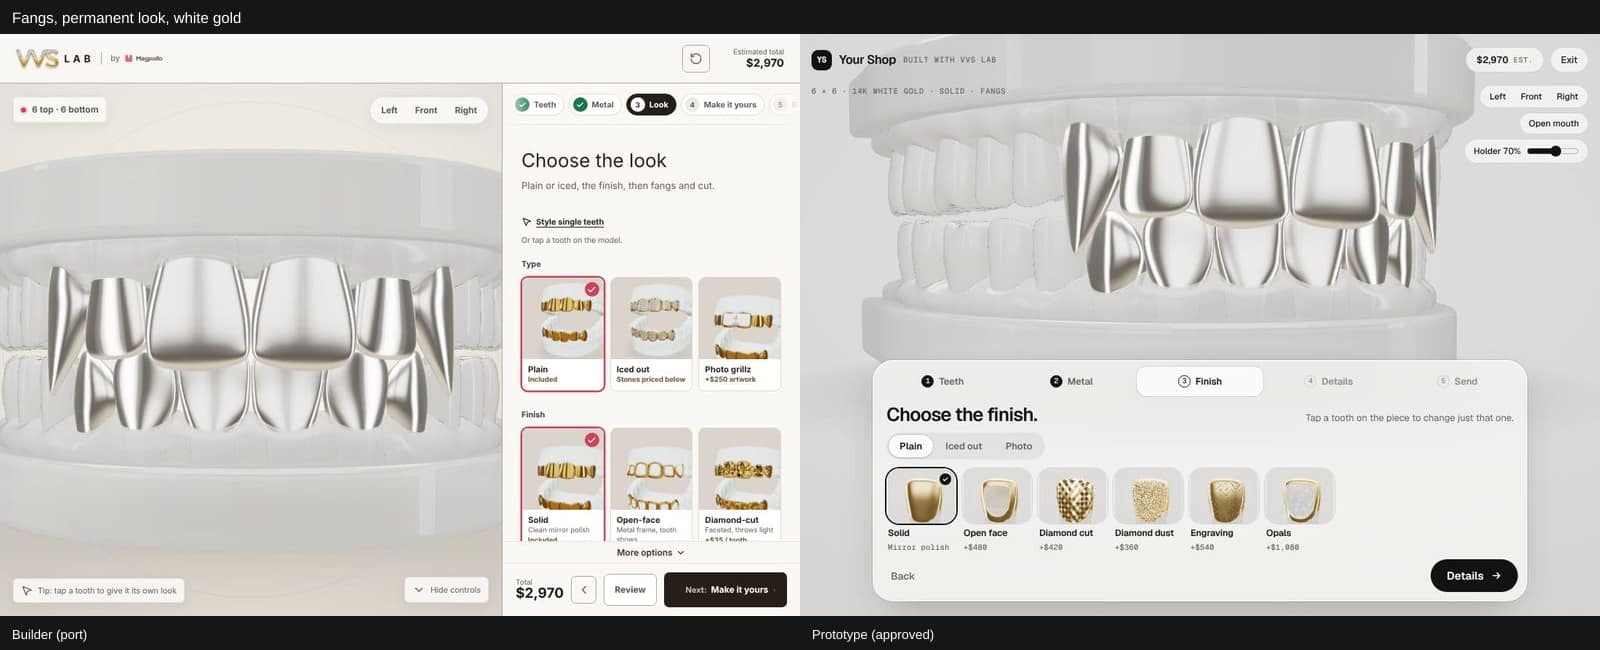 Fangs, permanent look, white gold
VVS LAB
by Magpudo
Estimated total
$2,970
6 top · 6 bottom
Left Front Right
Teeth
Metal
3 Look
4 Make it yours
5
Choose the look
Plain or iced, the finish, then fangs and cut.
Style single teeth
Or tap a tooth on the model.
Type
Plain
Included
Iced out
Stones priced below
Photo grillz
+$250 artwork
Finish
Solid
Clean mirror polish
Included
Open-face
Metal frame, tooth
shows
Diamond-cut
Faceted, throws light
+$35 / tooth
More options
Tip: tap a tooth to give it its own look
Hide controls
Total
$2,970
Review
Next: Make it yours
Builder (port)
YS Your Shop BUILT WITH VVS LAB
6 × 6 · 14K WHITE GOLD · SOLID · FANGS
$2,970 EST.
Exit
Left Front Right
Open mouth
Holder 70%
1 Teeth
2 Metal
3 Finish
4 Details
5 Send
Choose the finish.
Tap a tooth on the piece to change just that one.
Plain Iced out Photo
Solid
Mirror polish
Open face
+$480
Diamond cut
+$420
Diamond dust
+$360
Engraving
+$540
Opals
+$1,080
Back
Details
Prototype (approved)